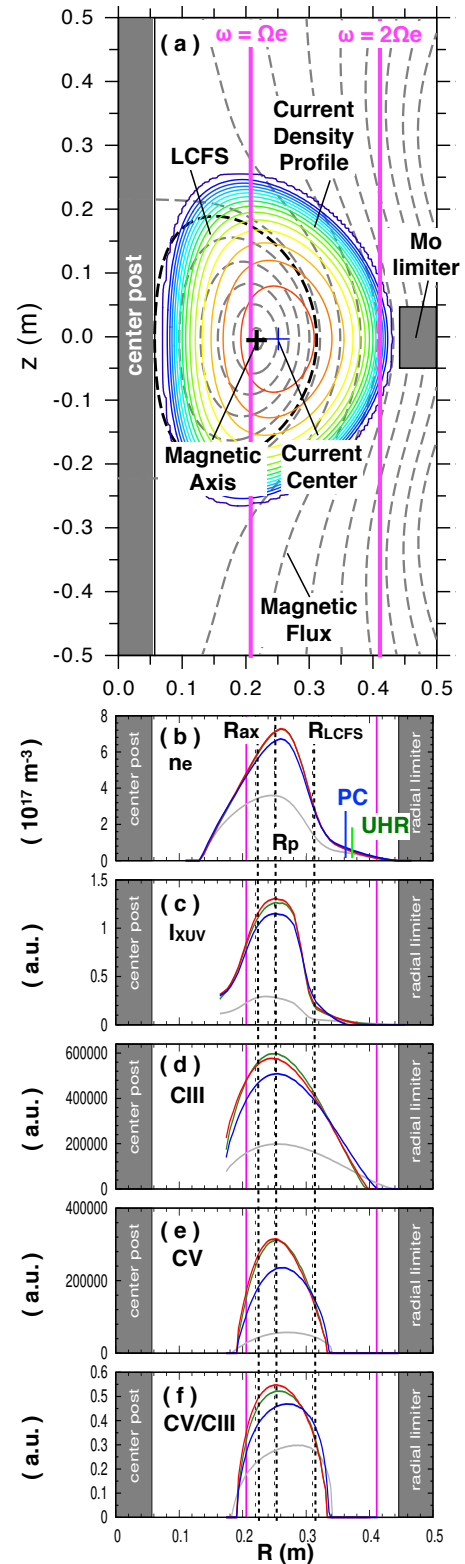 ( a )
ω = Ωe
ω = 2Ωe
0.5
0.4
0.3
0.2
0.1
0.0
-0.1
-0.2
-0.3
-0.4
-0.5
z (m)
center post
LCFS
Current
Density
Profile
Mo
limiter
Magnetic
Axis
Current
Center
Magnetic
Flux
0.0
0.1
0.2
0.3
0.4
0.5
( b )
ne
8
6
4
2
0
(10¹⁷ m⁻³)
center post
Rax
RLCFS
Rp
PC
UHR
radial limiter
( c )
IXUV
1.5
1
0.5
0
( a.u. )
center post
radial limiter
( d )
CIII
600000
400000
200000
0
( a.u. )
center post
radial limiter
( e )
CV
400000
200000
0
( a.u. )
center post
radial limiter
( f )
CV/CIII
0.6
0.5
0.4
0.3
0.2
0.1
0
( a.u. )
center post
radial limiter
0
0.1
0.2
0.3
0.4
0.5
R (m)